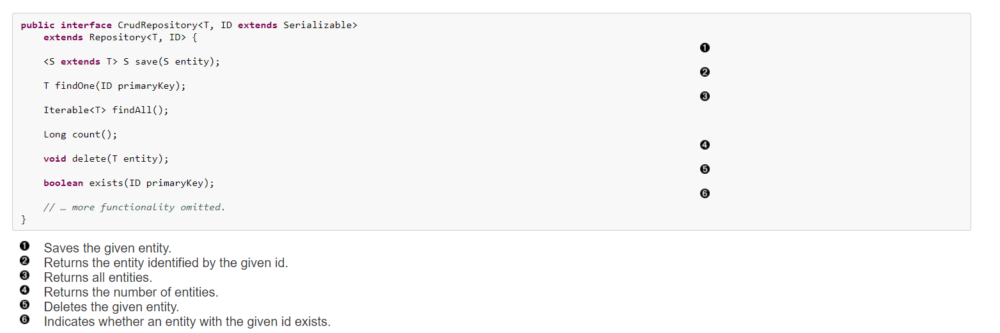 public interface CrudRepository<T, ID extends Serializable>
    extends Repository<T, ID> {
❶
    <S extends T> S save(S entity);
❷
    T findOne(ID primaryKey);
❸
    Iterable<T> findAll();

    Long count();
❹
    void delete(T entity);
❺
    boolean exists(ID primaryKey);
❻
    // … more functionality omitted.
}
❶ Saves the given entity.
❷ Returns the entity identified by the given id.
❸ Returns all entities.
❹ Returns the number of entities.
❺ Deletes the given entity.
❻ Indicates whether an entity with the given id exists.